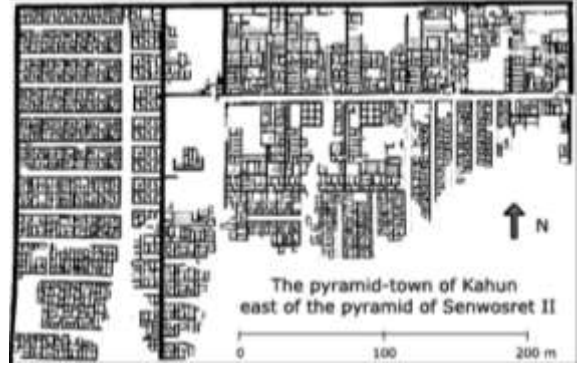 N
The pyramid-town of Kahun
east of the pyramid of Senwosret II
0 100 200 m